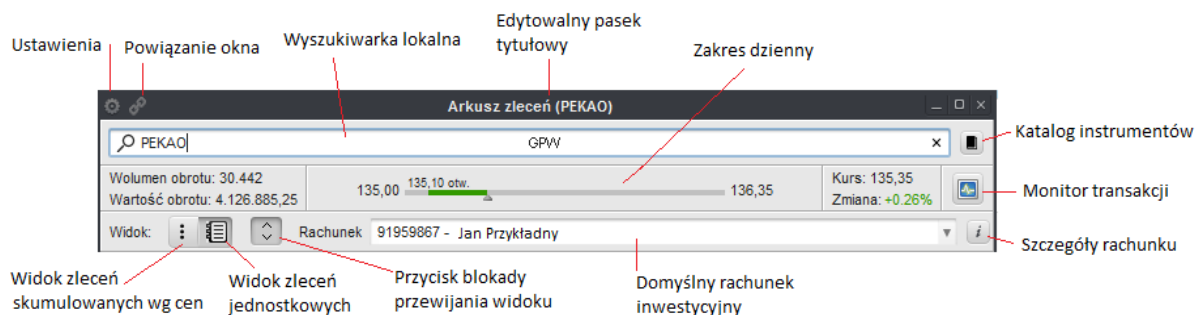 Edytowalny pasek
tytułowy
Ustawienia
Powiązanie okna
Wyszukiwarka lokalna
Zakres dzienny
Arkusz zleceń (PEKAO)
PEKAO
GPW
Katalog instrumentów
Wolumen obrotu: 30.442
Wartość obrotu: 4.126.885,25
135,00
135,10 otw.
136,35
Kurs: 135,35
Zmiana: +0.26%
Monitor transakcji
Widok:
Rachunek
91959867 - Jan Przykładny
i
Szczegóły rachunku
Widok zleceń
skumulowanych wg cen
Widok zleceń
jednostkowych
Przycisk blokady
przewijania widoku
Domyślny rachunek
inwestycyjny